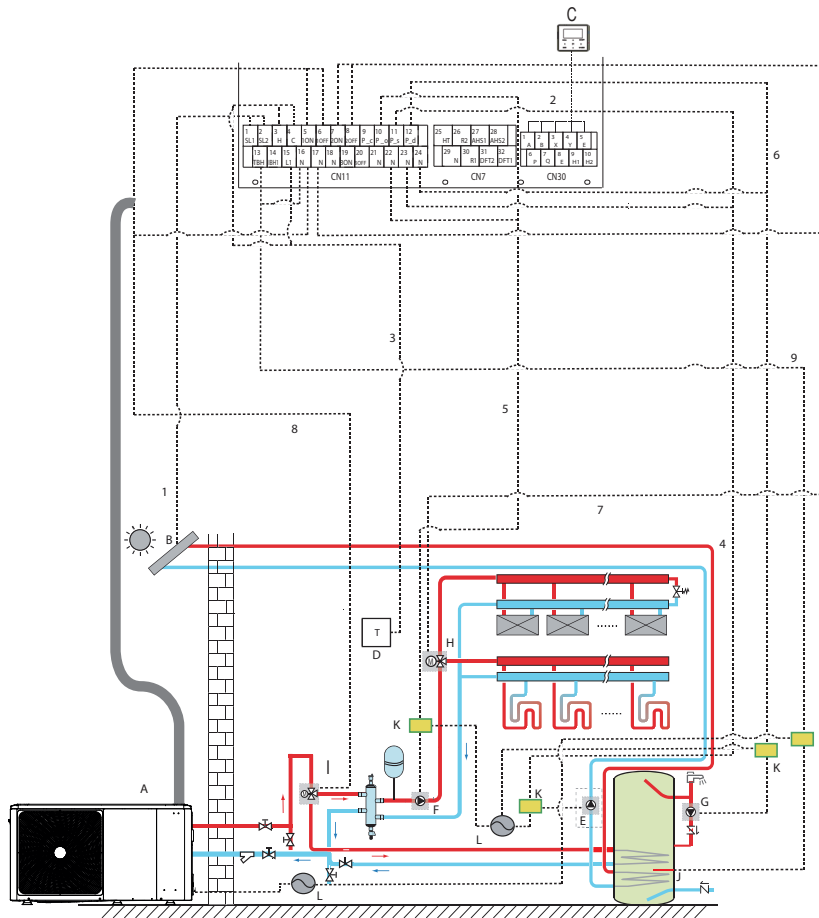 C
2
1 2 3 4 5 6 7 8 9 10 11 12
SL1 SL2 H C 1ON 1OFF 2ON 2OFF P_c P_o P_s P_d
13 14 15 16 17 18 19 20 21 22 23 24
TBH IBH1 L1 N N N 3ON 3OFF N N N N
CN11
25 26 27 28
HT R2 AHS1 AHS2
29 30 31 32
N R1 DFT2 DFT1
CN7
1 2 3 4 5
A B X Y E
6 7 8 9 10
P Q E H1 H2
CN30
6
3
9
5
8
1
7
B
4
T
D
H
M
K
I
A
M
F
K
K
E
G
L
J
L